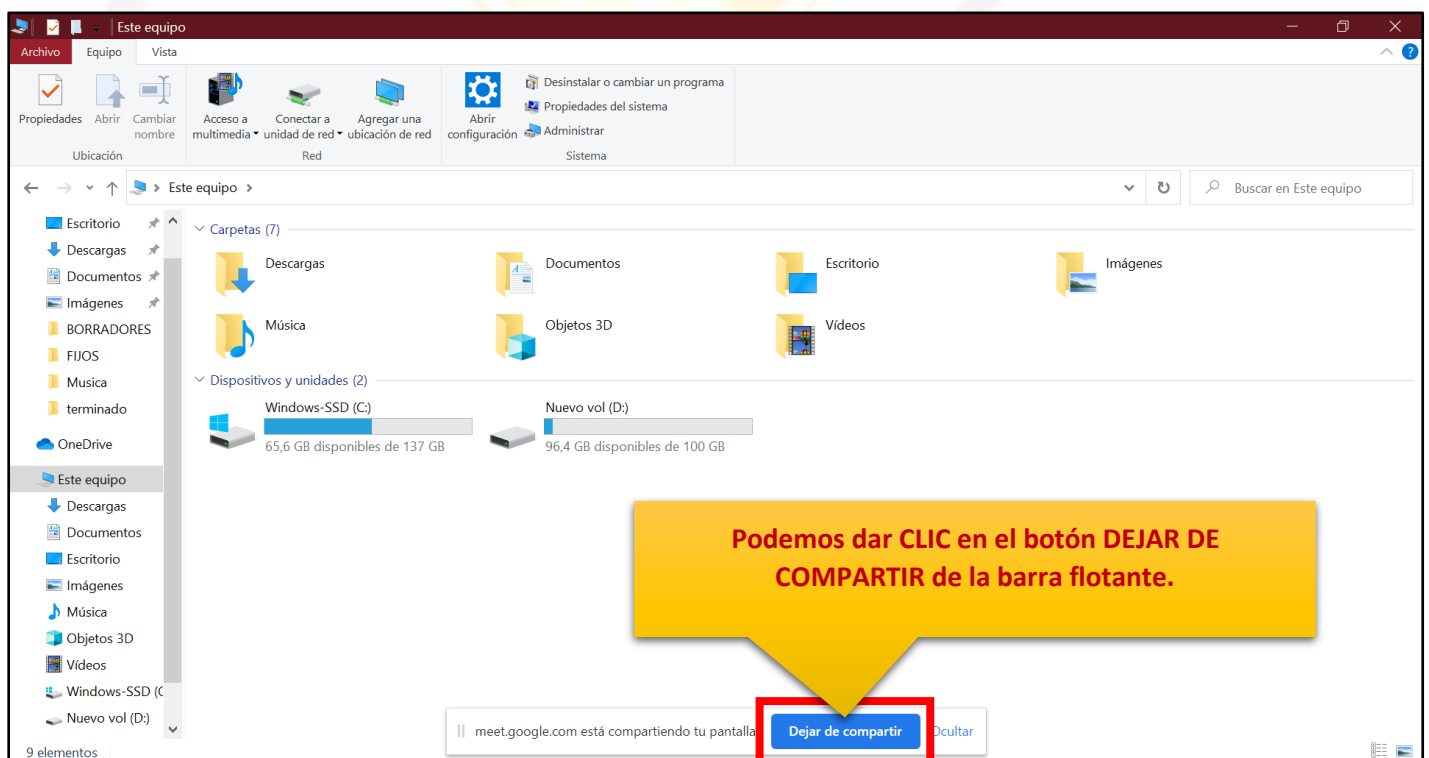 Este equipo
Archivo Equipo Vista
Propiedades Abrir Cambiar nombre
Ubicación
Acceso a multimedia Conectar a unidad de red Agregar una ubicación de red
Red
Abrir configuración
Desinstalar o cambiar un programa
Propiedades del sistema
Administrar
Sistema
Este equipo
Buscar en Este equipo
Escritorio
Descargas
Documentos
Imágenes
BORRADORES
FIJOS
Musica
terminado
OneDrive
Este equipo
Descargas
Documentos
Escritorio
Imágenes
Música
Objetos 3D
Vídeos
Windows-SSD (C
Nuevo vol (D:)
9 elementos
Carpetas (7)
Descargas Documentos Escritorio Imágenes
Música Objetos 3D Vídeos
Dispositivos y unidades (2)
Windows-SSD (C:)
65,6 GB disponibles de 137 GB
Nuevo vol (D:)
96,4 GB disponibles de 100 GB
Podemos dar CLIC en el botón DEJAR DE
COMPARTIR de la barra flotante.
meet.google.com está compartiendo tu pantalla Dejar de compartir Ocultar